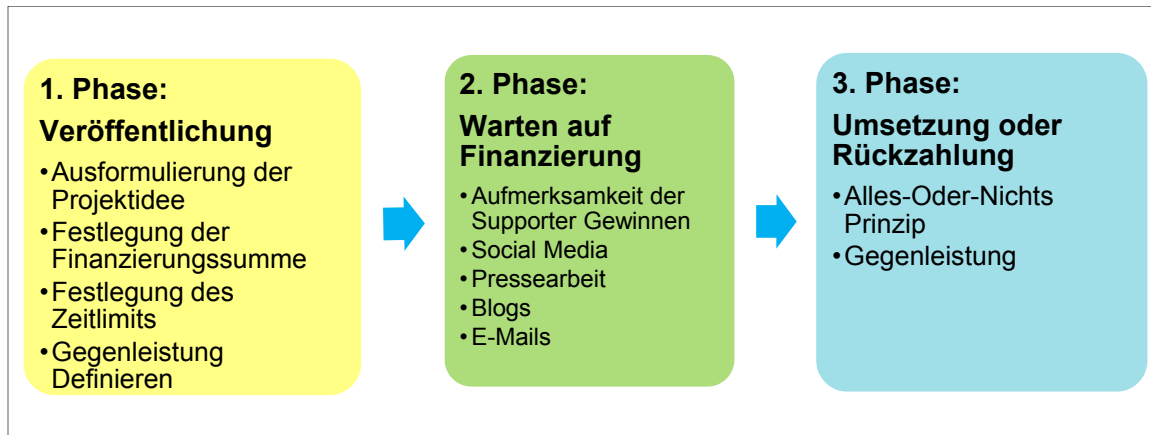 1. Phase:
Veröffentlichung
•Ausformulierung der
Projektidee
•Festlegung der
Finanzierungssumme
•Festlegung des
Zeitlimits
•Gegenleistung
Definieren
2. Phase:
Warten auf
Finanzierung
•Aufmerksamkeit der
Supporter Gewinnen
•Social Media
•Pressearbeit
•Blogs
•E-Mails
3. Phase:
Umsetzung oder
Rückzahlung
•Alles-Oder-Nichts
Prinzip
•Gegenleistung